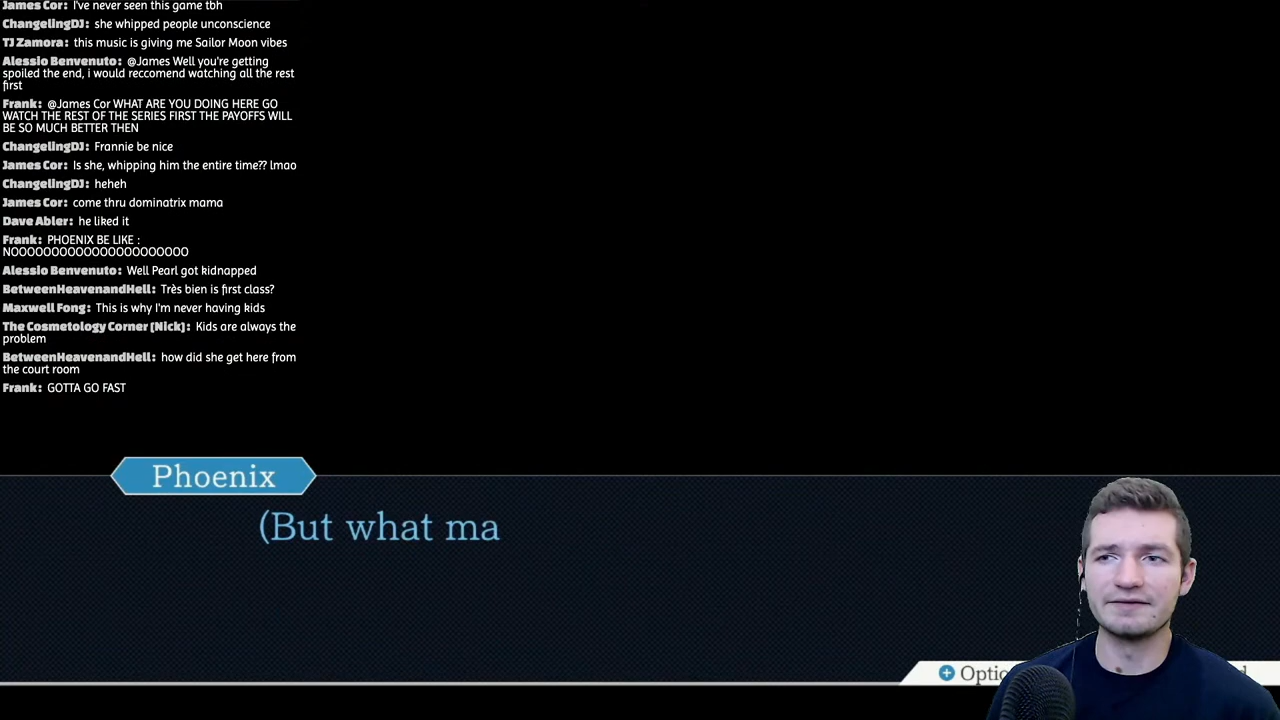 James Cor: I've never seen this game tbh
ChangelingDJ: she whipped people unconscience
TJ Zamora: this music is giving me Sailor Moon vibes
Alessio Benvenuto: @James Well you're getting
spoiled the end, i would reccomend watching all the rest
first
Frank: @James Cor WHAT ARE YOU DOING HERE GO
WATCH THE REST OF THE SERIES FIRST THE PAYOFFS WILL
BE SO MUCH BETTER THEN
ChangelingDJ: Frannie be nice
James Cor: Is she, whipping him the entire time?? lmao
ChangelingDJ: heheh
James Cor: come thru dominatrix mama
Dave Abler: he liked it
Frank: PHOENIX BE LIKE :
NOOOOOOOOOOOOOOOOOOOOOO
Alessio Benvenuto: Well Pearl got kidnapped
BetweenHeavenandHell: Très bien is first class?
Maxwell Fong: This is why I'm never having kids
The Cosmetology Corner (Nick): Kids are always the
problem
BetweenHeavenandHell: how did she get here from
the court room
Frank: GOTTA GO FAST
Phoenix
(But what ma
Optio